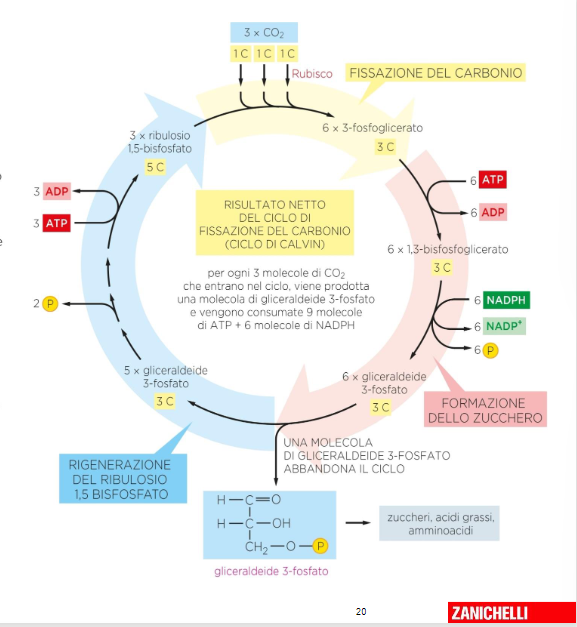 3 x CO₂
1 C 1 C 1 C
Rubisco
FISSAZIONE DEL CARBONIO
6 x 3-fosfoglicerato
3 C
6 ATP
6 ADP
6 x 1,3-bisfosfoglicerato
3 C
6 NADPH
6 NADP⁺
6 P
6 x gliceraldeide
3-fosfato
3 C
FORMAZIONE
DELLO ZUCCHERO
UNA MOLECOLA
DI GLICERALDEIDE 3-FOSFATO
ABBANDONA IL CICLO
5 x gliceraldeide
3-fosfato
3 C
RIGENERAZIONE
DEL RIBULOSIO
1,5 BISFOSFATO
2 P
3 ATP
3 ADP
3 x ribulosio
1,5-bisfosfato
5 C
RISULTATO NETTO
DEL CICLO DI
FISSAZIONE DEL CARBONIO
(CICLO DI CALVIN)
per ogni 3 molecole di CO₂
che entrano nel ciclo, viene prodotta
una molecola di gliceraldeide 3-fosfato
e vengono consumate 9 molecole
di ATP + 6 molecole di NADPH
H—C=O
H—C—OH
CH₂—O—P
gliceraldeide 3-fosfato
zuccheri, acidi grassi,
amminoacidi
e
20
ZANICHELLI